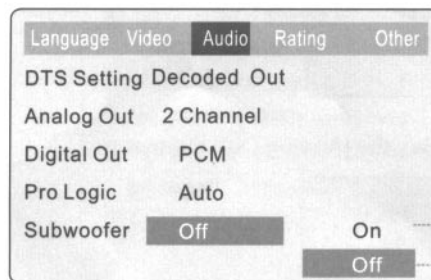 Language Video Audio Rating Other
DTS Setting Decoded Out
Analog Out 2 Channel
Digital Out PCM
Pro Logic Auto
Subwoofer Off On
Off